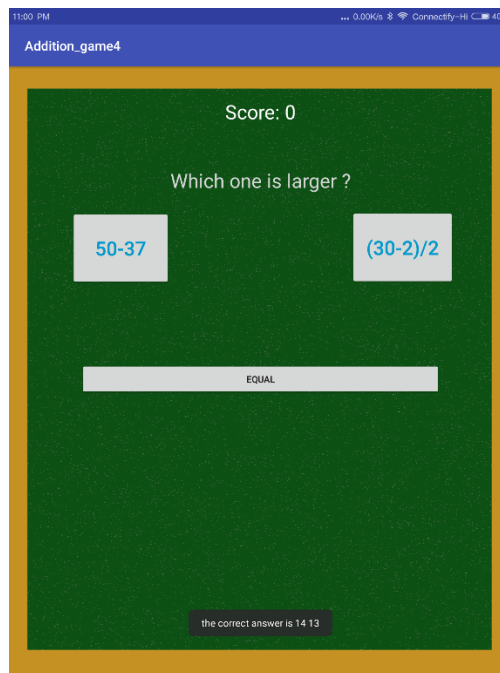 11:00 PM ... 0.00K/s Connectify-Hi 40
Addition_game4
Score: 0
Which one is larger ?
50-37 (30-2)/2
EQUAL
the correct answer is 14 13